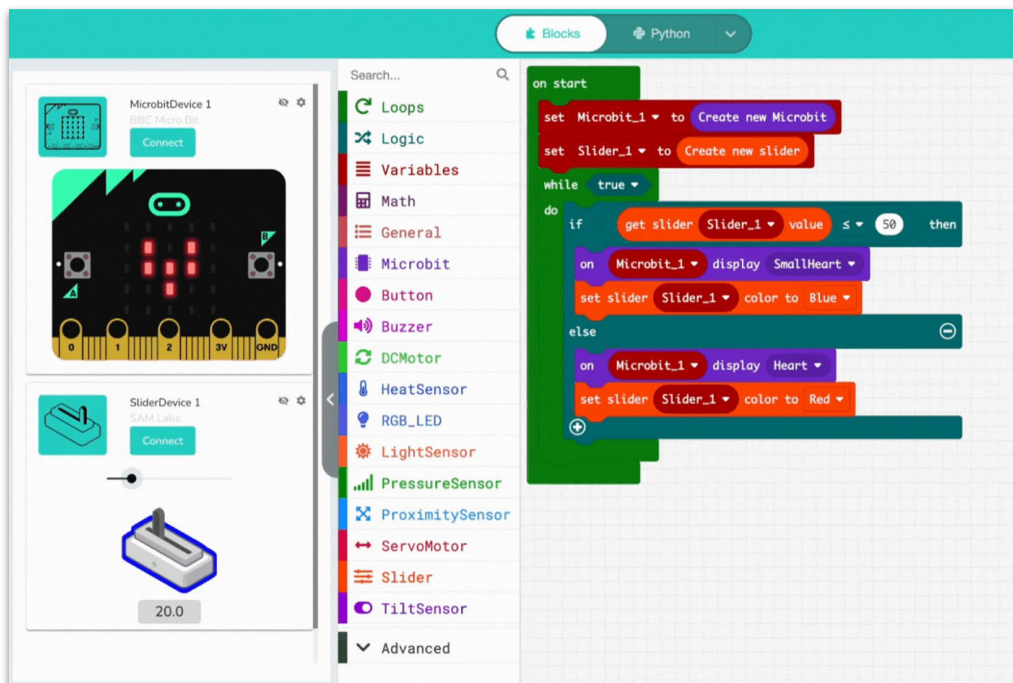 Blocks
Python
MicrobitDevice 1
BBC Micro Bit
Connect
A
B
0 1 2 3V GND
SliderDevice 1
SAM Labs
Connect
20.0
Search...
Loops
Logic
Variables
Math
General
Microbit
Button
Buzzer
DCMotor
HeatSensor
RGB_LED
LightSensor
PressureSensor
ProximitySensor
ServoMotor
Slider
TiltSensor
Advanced
on start
set Microbit_1 to Create new Microbit
set Slider_1 to Create new slider
while true
do
if get slider Slider_1 value ≤ 50 then
on Microbit_1 display SmallHeart
set slider Slider_1 color to Blue
else
on Microbit_1 display Heart
set slider Slider_1 color to Red